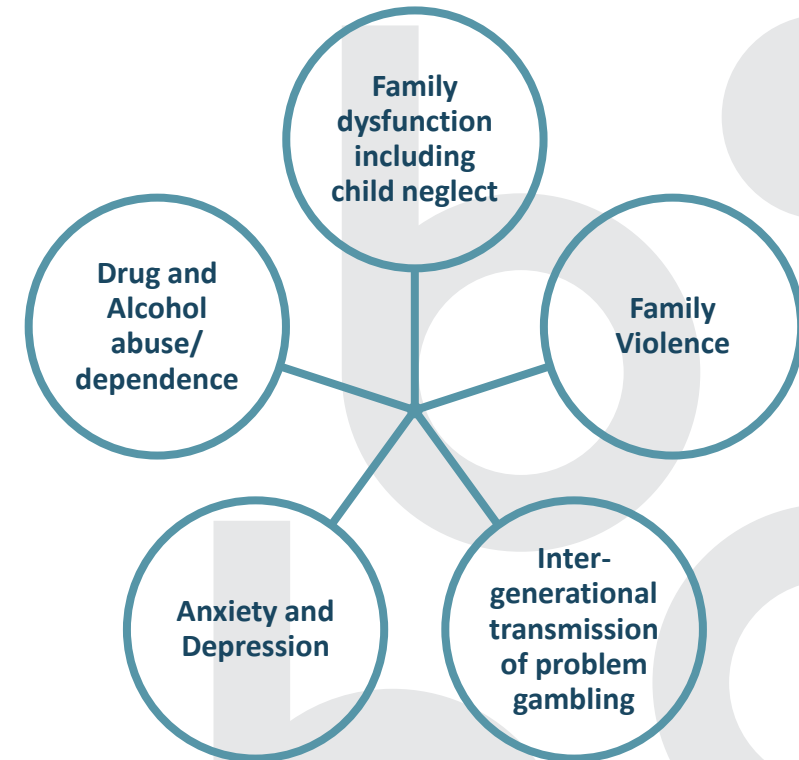 Family
dysfunction
including
child neglect
Family
Violence
Inter-
generational
transmission
of problem
gambling
Anxiety and
Depression
Drug and
Alcohol
abuse/
dependence